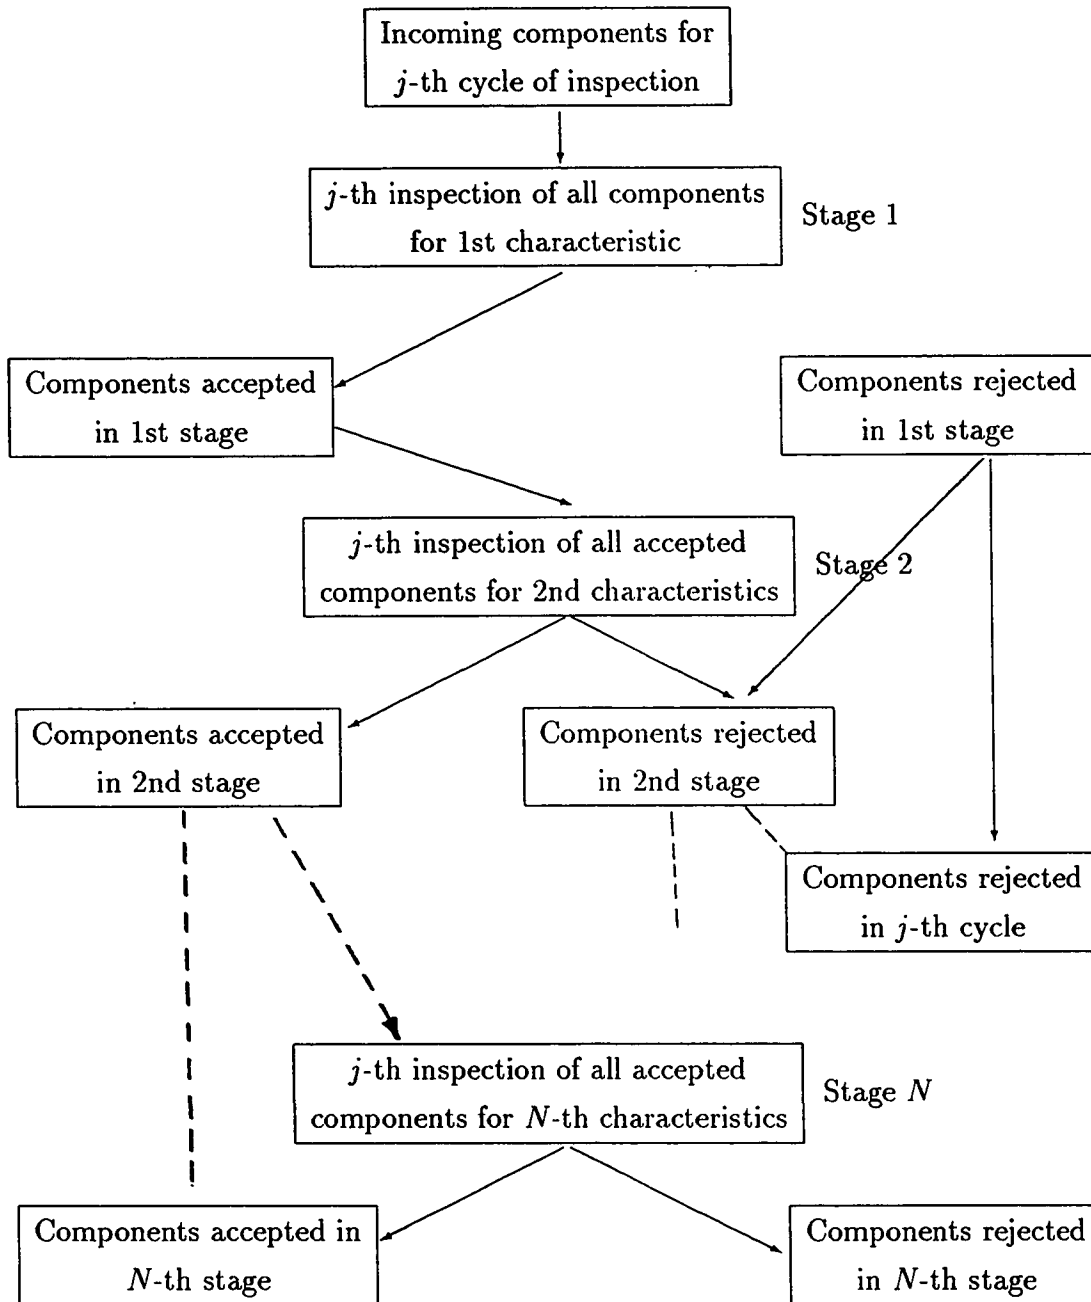 Incoming components for
j-th cycle of inspection
j-th inspection of all components
for 1st characteristic
Stage 1
Components accepted
in 1st stage
Components rejected
in 1st stage
j-th inspection of all accepted
components for 2nd characteristics
Stage 2
Components accepted
in 2nd stage
Components rejected
in 2nd stage
Components rejected
in j-th cycle
j-th inspection of all accepted
components for N-th characteristics
Stage N
Components accepted in
N-th stage
Components rejected
in N-th stage